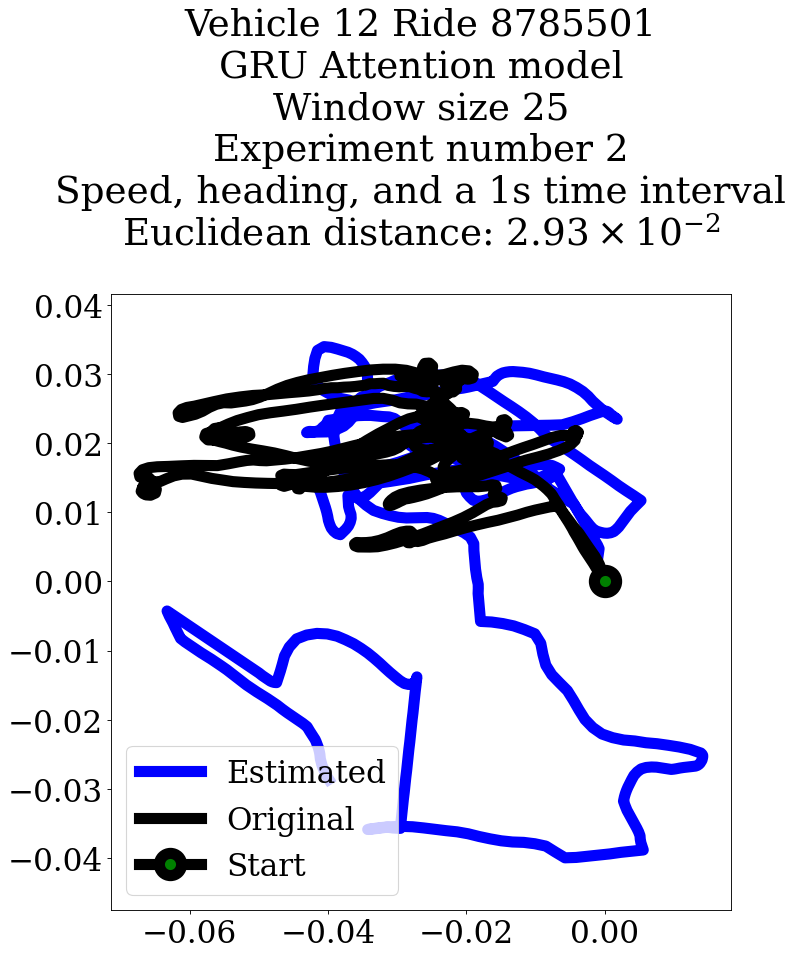 Vehicle 12 Ride 8785501
GRU Attention model
Window size 25
Experiment number 2
Speed, heading, and a 1s time interval
Euclidean distance: 2.93 × 10⁻²
0.04
0.03
0.02
0.01
0.00
−0.01
−0.02
−0.03
−0.04
Estimated
Original
Start
−0.06
−0.04
−0.02
0.00